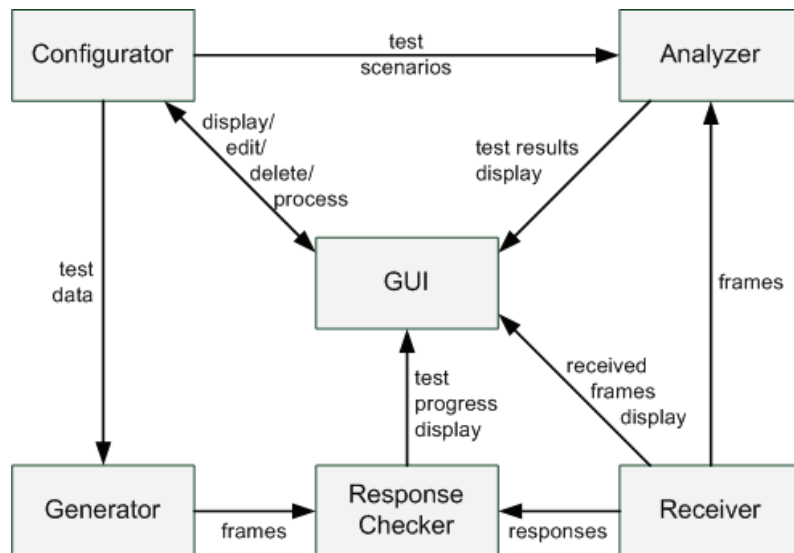 Configurator
test
scenarios
Analyzer
display/
edit/
delete/
process
test results
display
test
data
GUI
frames
test
progress
display
received
frames
display
Generator
frames
Response
Checker
responses
Receiver